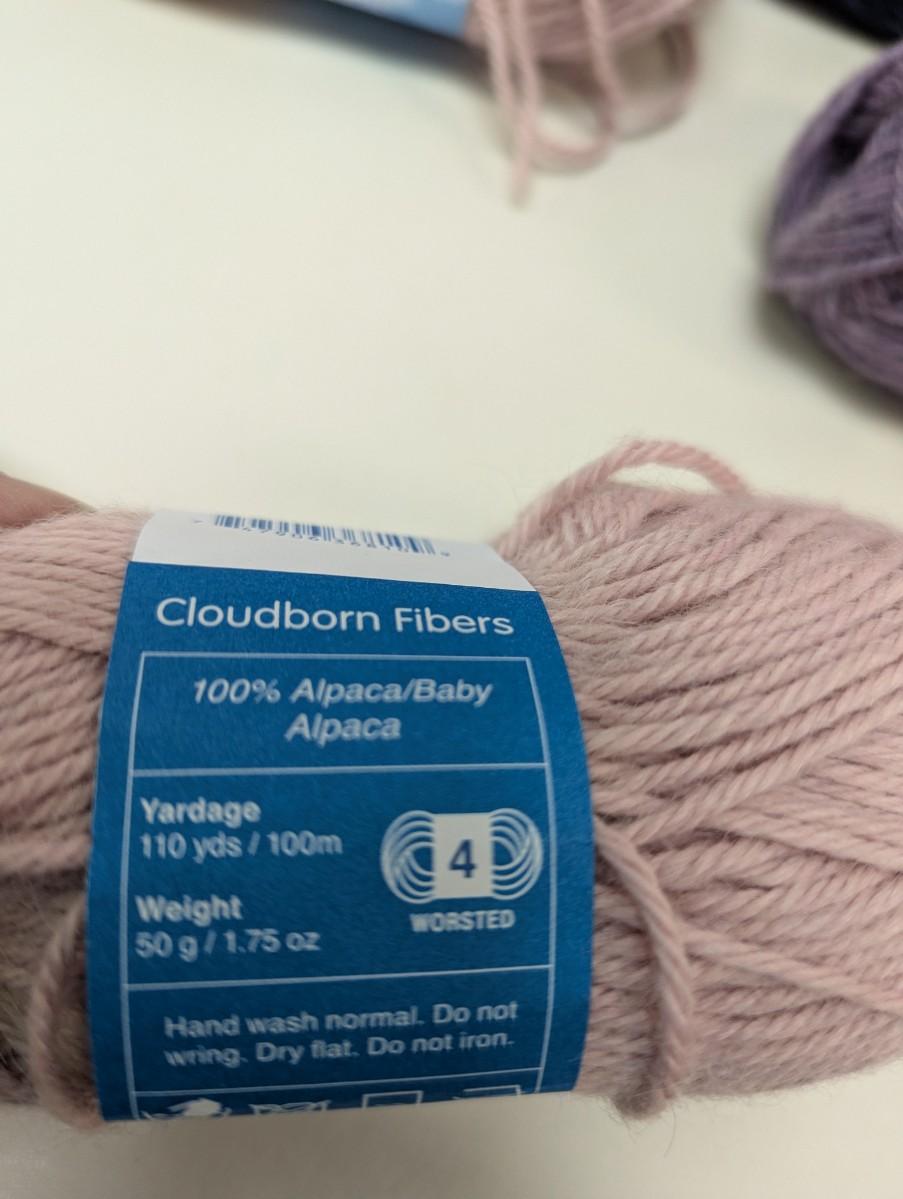 Cloudborn Fibers
100% Alpaca/Baby
Alpaca
Yardage
110 yds / 100m
4
WORSTED
Weight
50 g / 1.75 oz
Hand wash normal. Do not
wring. Dry flat. Do not iron.